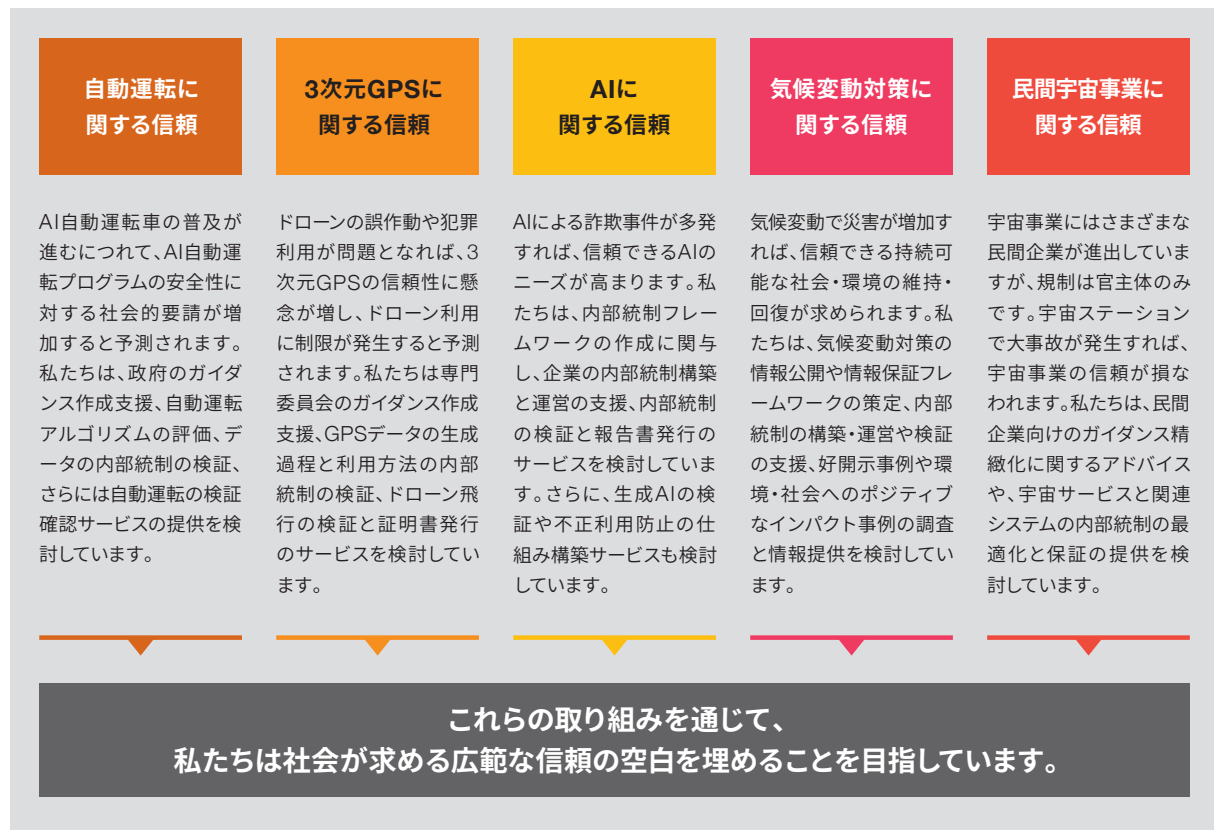 自動運転に
関する信頼
AI自動運転車の普及が
進むにつれて、AI自動運
転プログラムの安全性に
対する社会的要請が増
加すると予測されます。
私たちは、政府のガイダ
ンス作成支援、自動運転
アルゴリズムの評価、デ
ータの内部統制の検証、
さらには自動運転の検証
確認サービスの提供を検
討しています。
3次元GPSに
関する信頼
ドローンの誤作動や犯罪
利用が問題となれば、3
次元GPSの信頼性に懸
念が増し、ドローン利用
に制限が発生すると予測
されます。私たちは専門
委員会のガイダンス作成
支援、GPSデータの生成
過程と利用方法の内部
統制の検証、ドローン飛
行の検証と証明書発行
のサービスを検討してい
ます。
AIに
関する信頼
AIによる詐欺事件が多発
すれば、信頼できるAIの
ニーズが高まります。私
たちは、内部統制フレー
ムワークの作成に関与
し、企業の内部統制構築
と運営の支援、内部統制
の検証と報告書発行の
サービスを検討していま
す。さらに、生成AIの検
証や不正利用防止の仕
組み構築サービスも検討
しています。
気候変動対策に
関する信頼
気候変動で災害が増加す
れば、信頼できる持続可
能な社会・環境の維持・
回復が求められます。私
たちは、気候変動対策の
情報公開や情報保証フレ
ームワークの策定、内部
統制の構築・運営や検証
の支援、好開示事例や環
境・社会へのポジティブ
なインパクト事例の調査
と情報提供を検討してい
ます。
民間宇宙事業に
関する信頼
宇宙事業にはさまざまな
民間企業が進出していま
すが、規制は官主体のみ
です。宇宙ステーション
で大事故が発生すれば、
宇宙事業の信頼が損な
われます。私たちは、民間
企業向けのガイダンス精
緻化に関するアドバイス
や、宇宙サービスと関連
システムの内部統制の最
適化と保証の提供を検
討しています。
これらの取り組みを通じて、
私たちは社会が求める広範な信頼の空白を埋めることを目指しています。